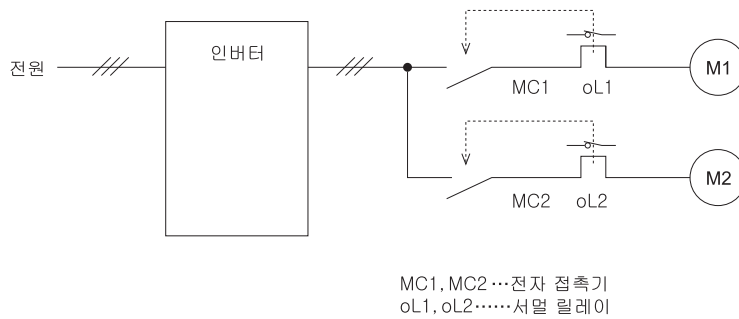 인버터
전원
MC1
oL1
M1
MC2
oL2
M2
MC1, MC2 ⋯전자 접촉기
oL1, oL2⋯⋯서멀 릴레이